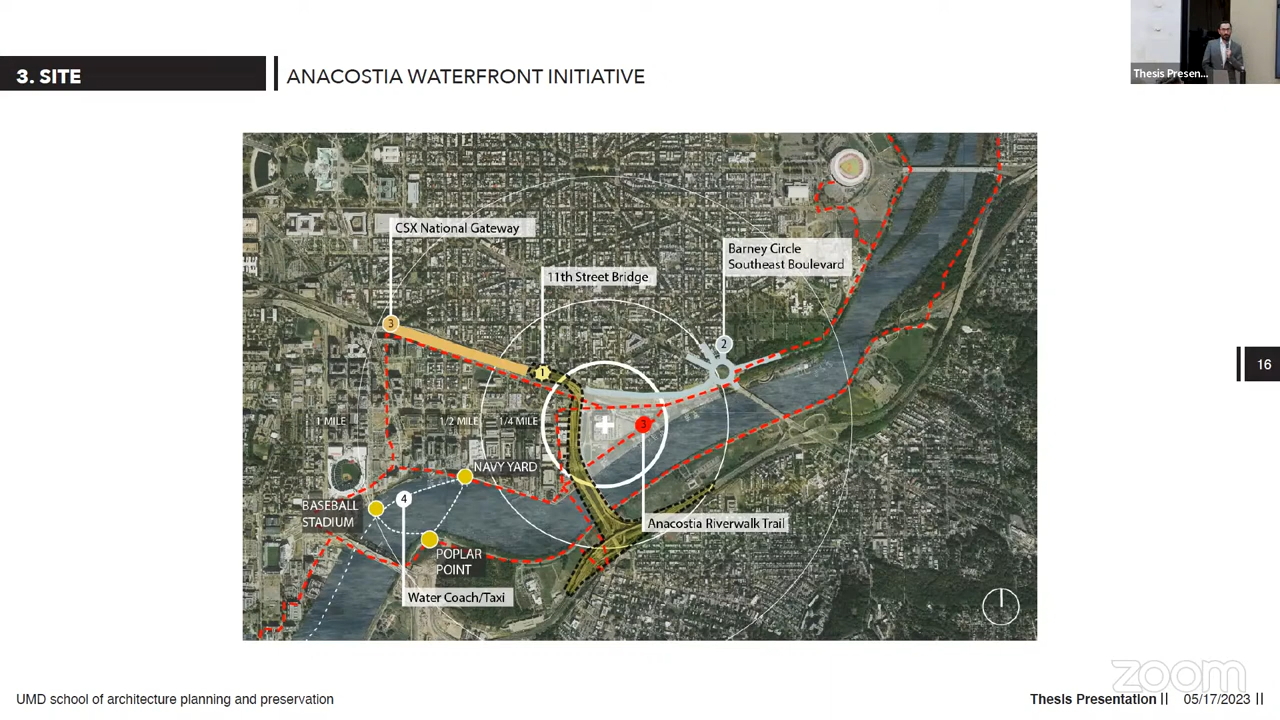 Thesis Presen...
3. SITE
ANACOSTIA WATERFRONT INITIATIVE
CSX National Gateway
11th Street Bridge
Barney Circle
Southeast Boulevard
3
2
1
1 MILE
1/2 MILE
1/4 MILE
3
16
NAVY YARD
4
BASEBALL
STADIUM
Anacostia Riverwalk Trail
POPLAR
POINT
Water Coach/Taxi
zoom
UMD school of architecture planning and preservation
Thesis Presentation || 05/17/2023 ||